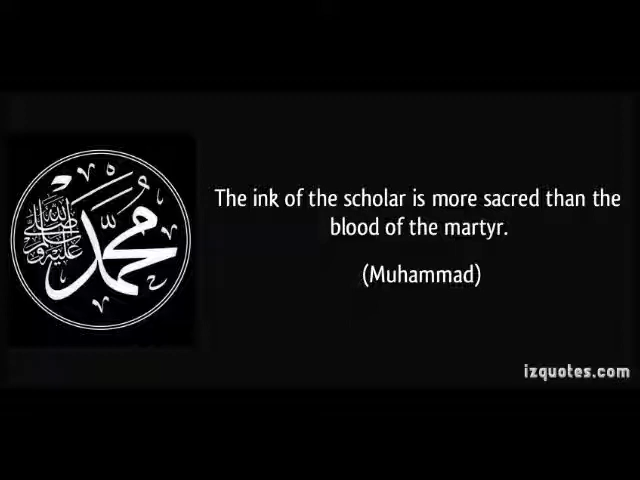 محمد
صلى الله عليه وسلم
The ink of the scholar is more sacred than the
blood of the martyr.
(Muhammad)
izquotes.com